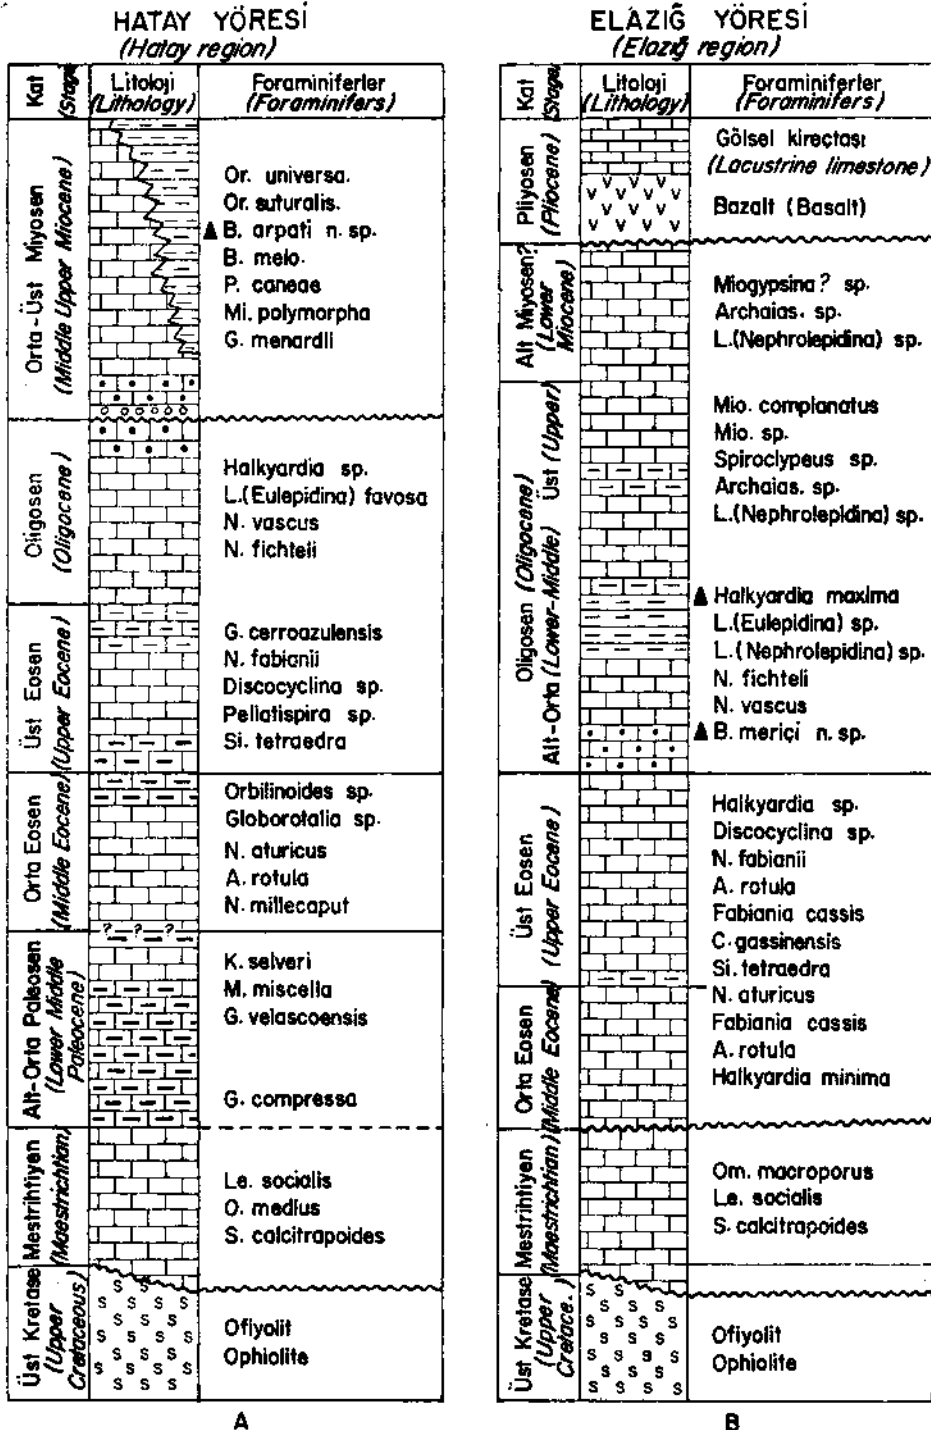 HATAY YÖRESİ
(Hatay region)
Kat
(Stage)
Litoloji
(Lithology)
Foraminiferler
(Foraminifers)
Orta-Üst Miyosen
(Middle Upper Miocene)
Or. universa.
Or. suturalis.
▲ B. arpati n. sp.
B. melo.
P. caneae
Mi. polymorpha
G. menardii
Oligosen
(Oligocene)
Halkyardia sp.
L.(Eulepidina) favosa
N. vascus
N. fichteli
Üst Eosen
(Upper Eocene)
G. cerroazulensis
N. fabianii
Discocyclina sp.
Pellatispira sp.
Si. tetraedra
Orta Eosen
(Middle Eocene)
Orbilinoides sp.
Globorotalia sp.
N. aturicus
A. rotula
N. millecaput
? ? ?
Alt-Orta Paleosen
(Lower Middle
Paleocene)
K. selveri
M. miscella
G. velascoensis
G. compressa
Mestrihtiyen
(Maestrichtian)
Le. socialis
O. medius
S. calcitrapoides
Üst Kretase
(Upper
Cretaceous)
Ofiyolit
Ophiolite
A
ELAZIĞ YÖRESİ
(Elazığ region)
Kat
(Stage)
Litoloji
(Lithology)
Foraminiferler
(Foraminifers)
Pliyosen
(Pliocene)
Gölsel kireçtaşı
(Lacustrine limestone)
Bazalt (Basalt)
Alt Miyosen?
(Lower
Miocene)
Miogypsina? sp.
Archaias. sp.
L.(Nephrolepidina) sp.
Oligosen (Oligocene)
Üst (Upper)
Mio. complanatus
Mio. sp.
Spiroclypeus sp.
Archaias. sp.
L.(Nephrolepidina) sp.
Alt-Orta (Lower-Middle)
▲ Halkyardia maxima
L.(Eulepidina) sp.
L.(Nephrolepidina) sp.
N. fichteli
N. vascus
▲ B. meriçi n. sp.
Üst Eosen
(Upper Eocene)
Halkyardia sp.
Discocyclina sp.
N. fabianii
A. rotula
Fabiania cassis
C. gassinensis
Si. tetraedra
Orta Eosen
(Middle Eocene)
N. aturicus
Fabiania cassis
A. rotula
Halkyardia minima
Mestrihtiyen
(Maestrichtian)
Om. macroporus
Le. socialis
S. calcitrapoides
Üst Kretase
(Upper
Cretace.)
Ofiyolit
Ophiolite
B